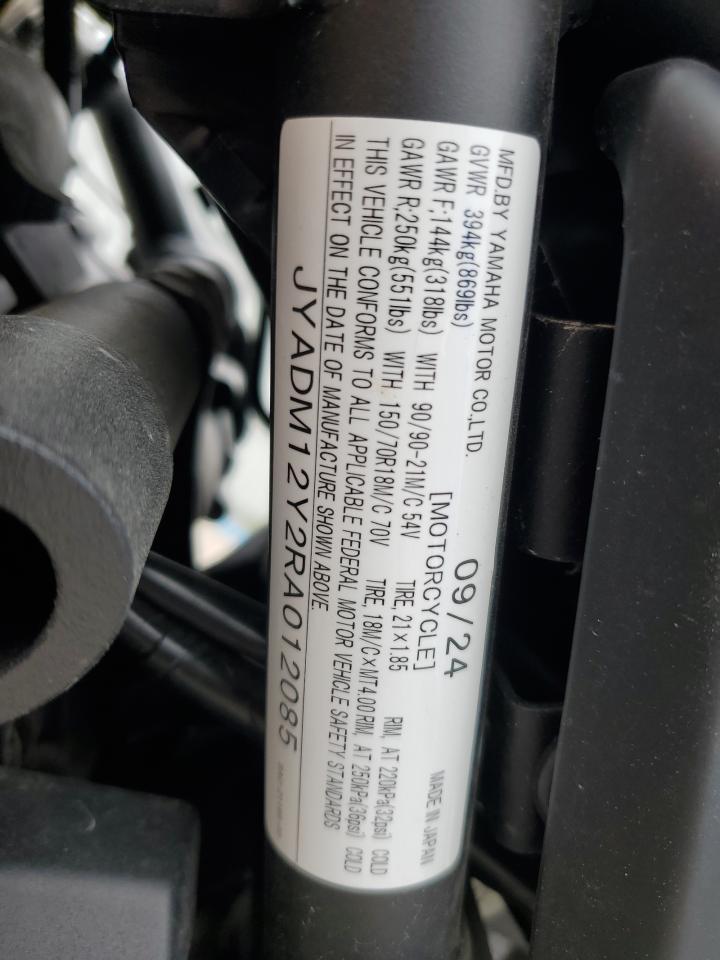 MFD.BY YAMAHA MOTOR CO.,LTD. 09/24 MADE IN JAPAN
GVWR 394kg(869lbs) [MOTORCYCLE]
GAWR F;144kg(318lbs) WITH 90/90-21M/C 54V TIRE, 21×1.85 RIM, AT 220kPa(32psi) COLD
GAWR R;250kg(551lbs) WITH 150/70R18M/C 70V TIRE, 18M/C×MT4.00 RIM, AT 250kPa(36psi) COLD
THIS VEHICLE CONFORMS TO ALL APPLICABLE FEDERAL MOTOR VEHICLE SAFETY STANDARDS
IN EFFECT ON THE DATE OF MANUFACTURE SHOWN ABOVE.
JYADM12Y2RA012085